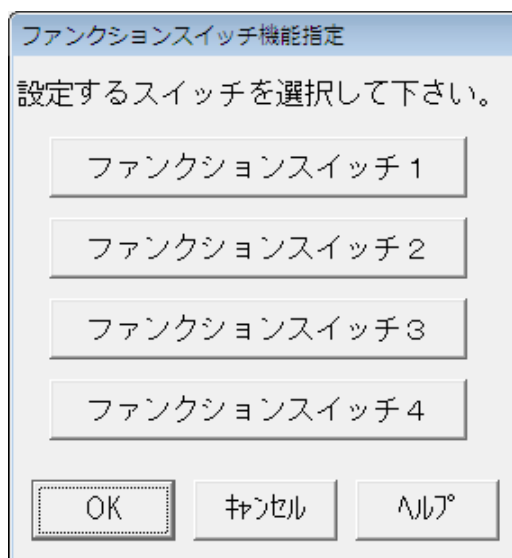 ファンクションスイッチ機能指定
設定するスイッチを選択して下さい。
ファンクションスイッチ１
ファンクションスイッチ２
ファンクションスイッチ３
ファンクションスイッチ４
OK ｷｬﾝｾﾙ ﾍﾙﾌﾟ